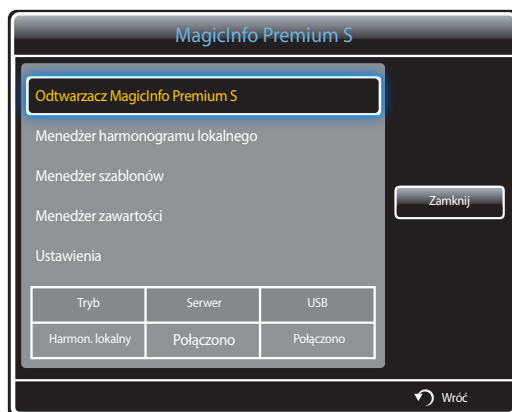 MagicInfo Premium S
Odtwarzacz MagicInfo Premium S
Menedżer harmonogramu lokalnego
Menedżer szablonów
Menedżer zawartości
Ustawienia
Zamknij
Tryb Serwer USB
Harmon. lokalny Połączono Połączono
Wróć